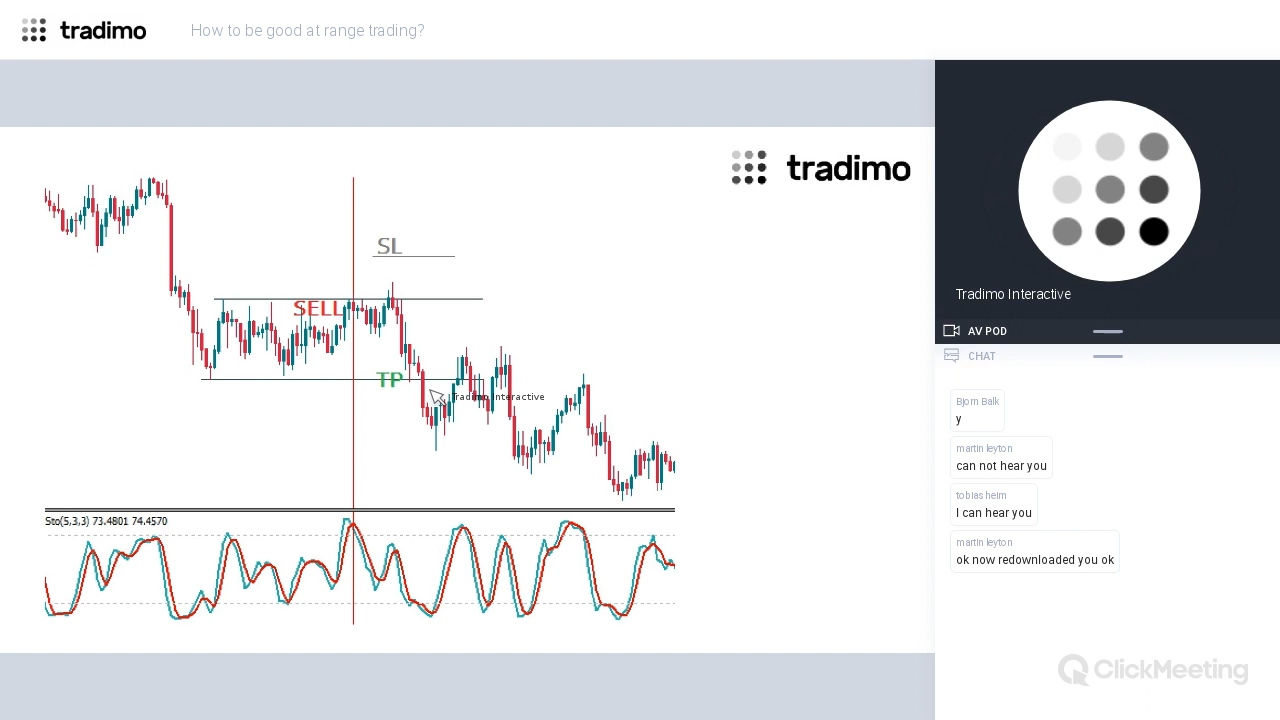 tradimo
How to be good at range trading?
tradimo
SL
SELL
TP
Tradimo Interactive
Sto(5,3,3) 73.4801 74.4570
Tradimo Interactive
AV POD
CHAT
Bjorn Balk
y
martin leyton
can not hear you
tobias heim
I can hear you
martin leyton
ok now redownloaded you ok
ClickMeeting